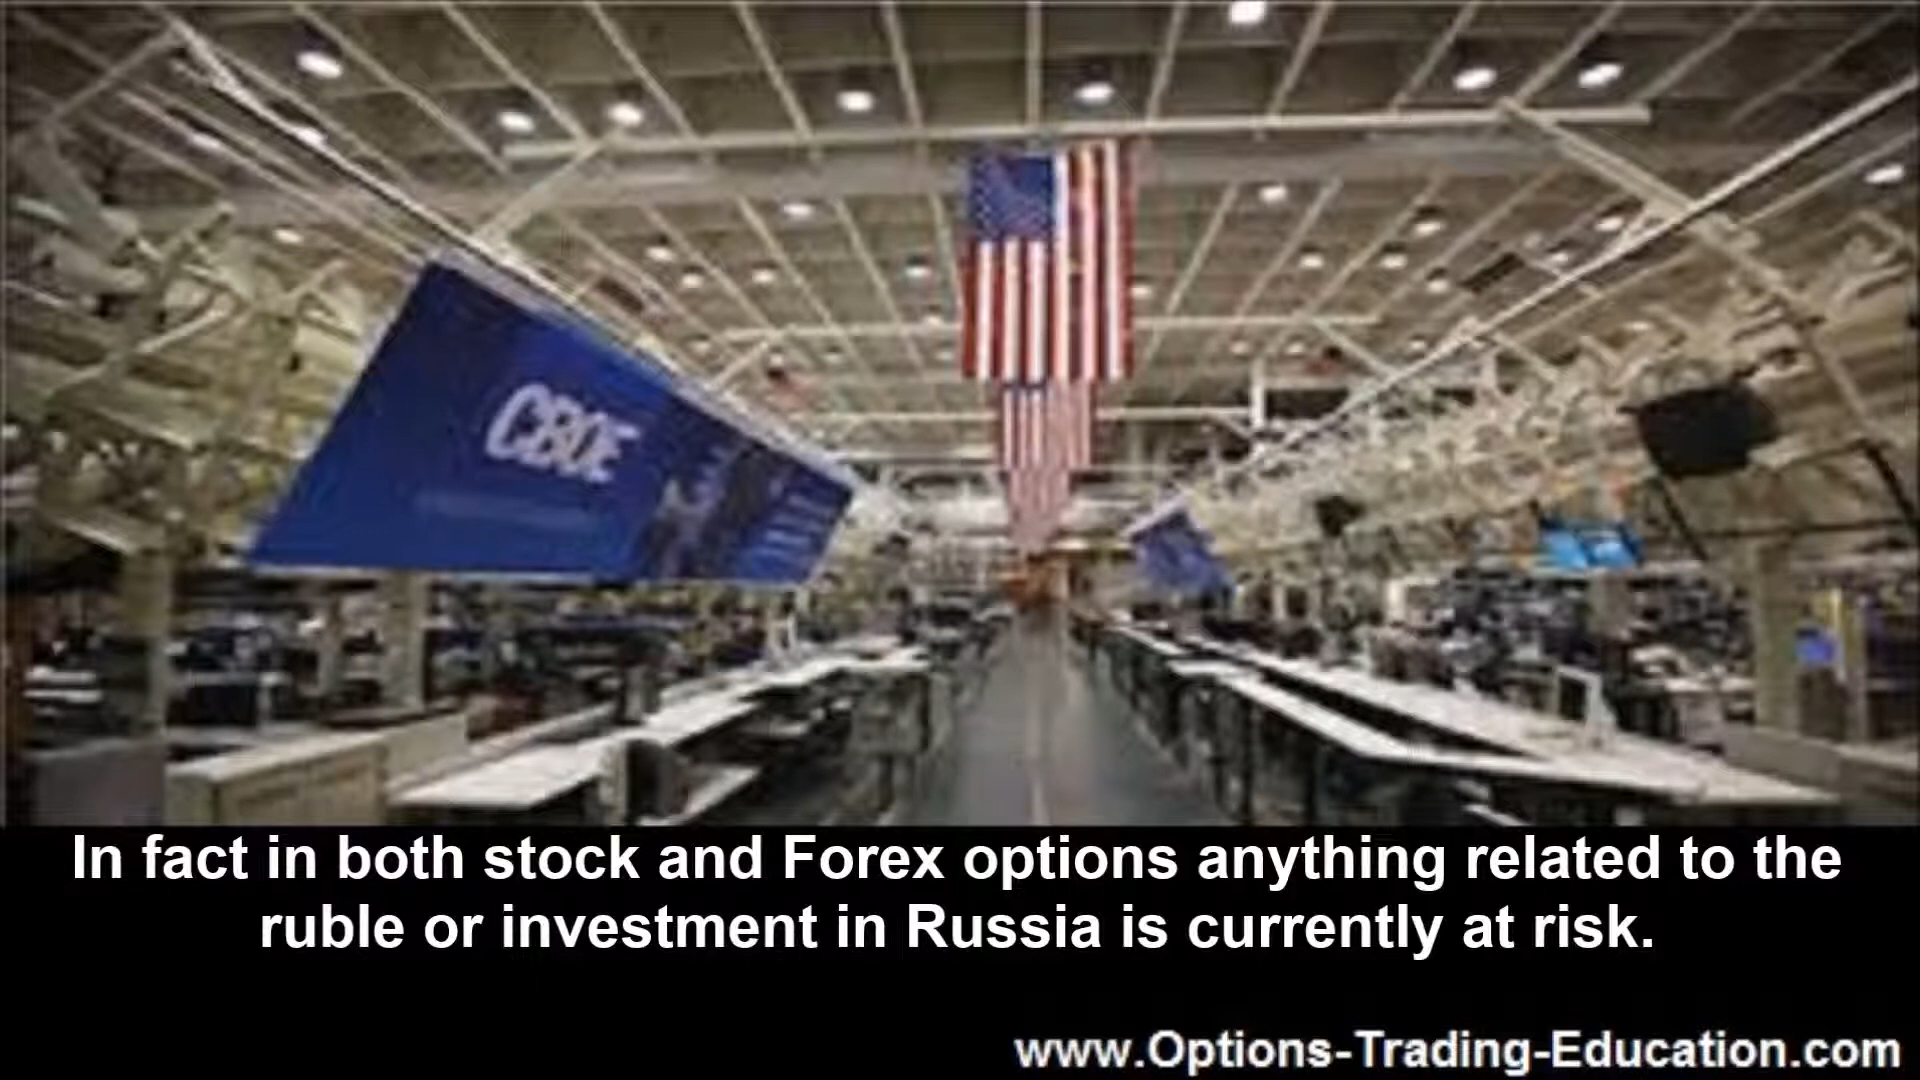 CBOE
In fact in both stock and Forex options anything related to the
ruble or investment in Russia is currently at risk.
www.Options-Trading-Education.com